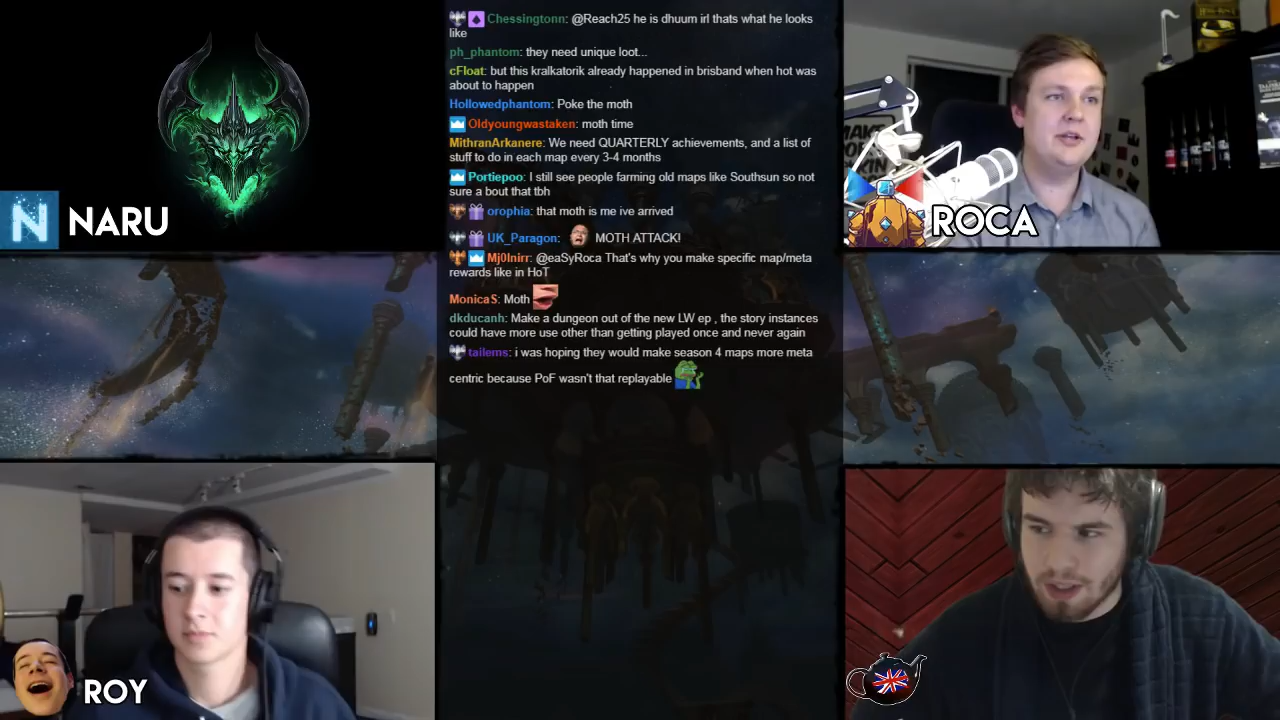 Chessingtonn: @Reach25 he is dhuum irl thats what he looks
like
ph_phantom: they need unique loot...
cFloat: but this kralkatorik already happened in brisband when hot was
about to happen
Hollowedphantom: Poke the moth
Oldyoungwastaken: moth time
MithranArkanere: We need QUARTERLY achievements, and a list of
stuff to do in each map every 3-4 months
Portiepoo: I still see people farming old maps like Southsun so not
sure a bout that tbh
orophia: that moth is me ive arrived
UK_Paragon: MOTH ATTACK!
Mj0lnirr: @eaSyRoca That's why you make specific map/meta
rewards like in HoT
MonicaS: Moth
dkducanh: Make a dungeon out of the new LW ep , the story instances
could have more use other than getting played once and never again
tailems: i was hoping they would make season 4 maps more meta
centric because PoF wasn't that replayable
N NARU
MAKE
ROCA
ROY